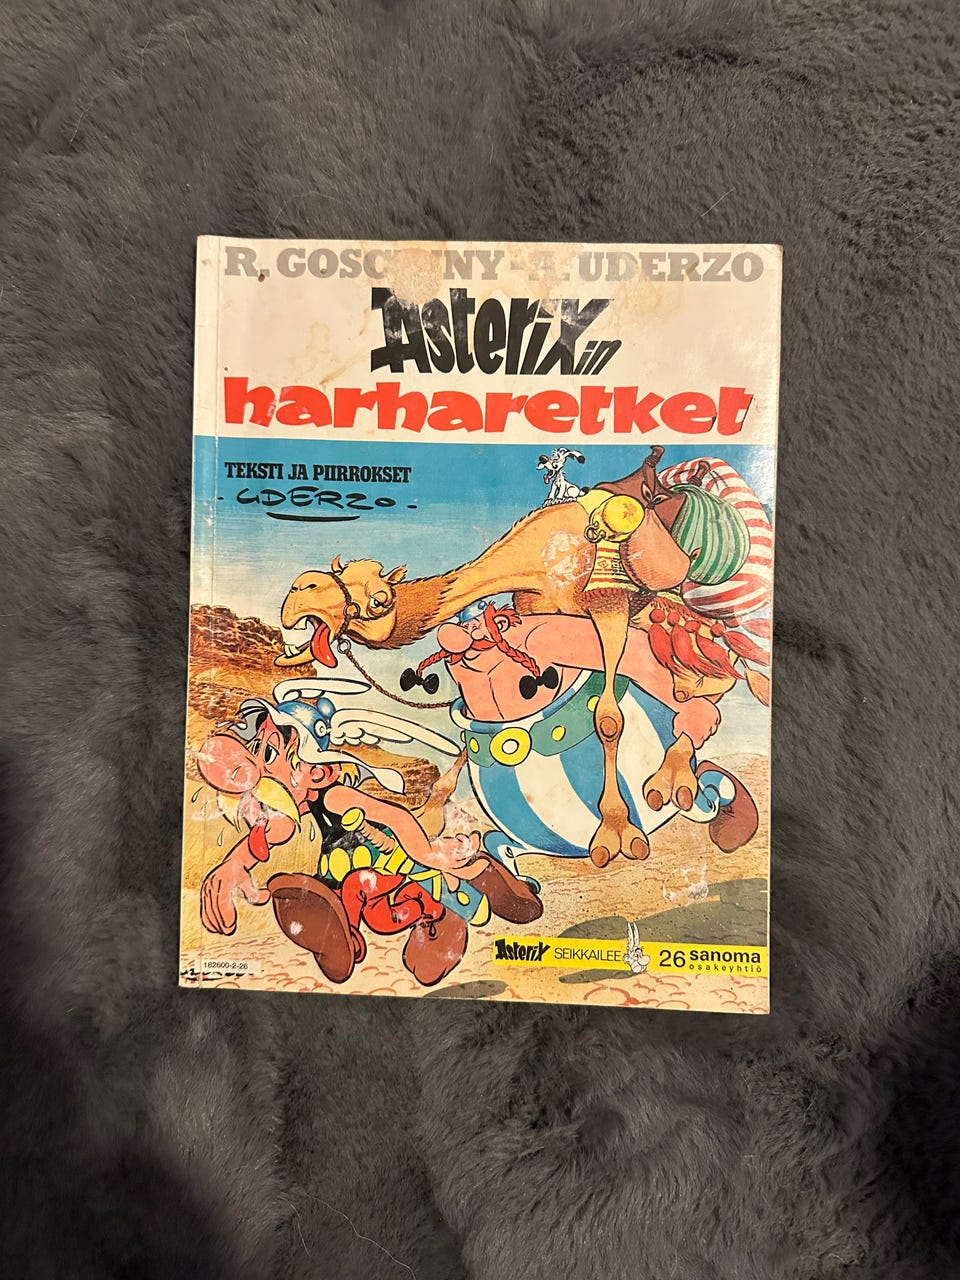 R. GOSCINNY - A. UDERZO
Asterixin
harharetket
TEKSTI JA PIIRROKSET
UDERZO
Asterix SEIKKAILEE 26 sanoma
osakeyhtiö
182600-2-26